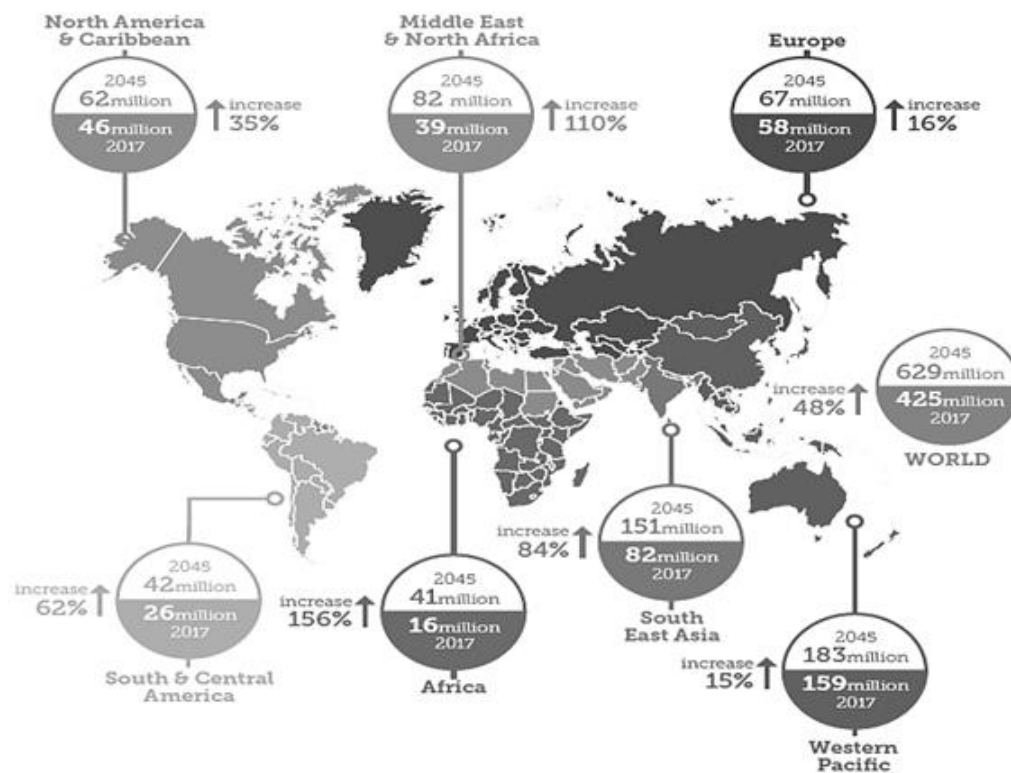 North America
& Caribbean
2045
62million
46million
2017
increase
35%
Middle East
& North Africa
2045
82 million
39million
2017
increase
110%
Europe
2045
67million
58million
2017
increase
16%
2045
629million
425million
2017
WORLD
increase
48%
2045
42million
26million
2017
South & Central
America
increase
62%
2045
41million
16million
2017
Africa
increase
156%
2045
151million
82million
2017
South
East Asia
increase
84%
2045
183million
159million
2017
Western
Pacific
increase
15%